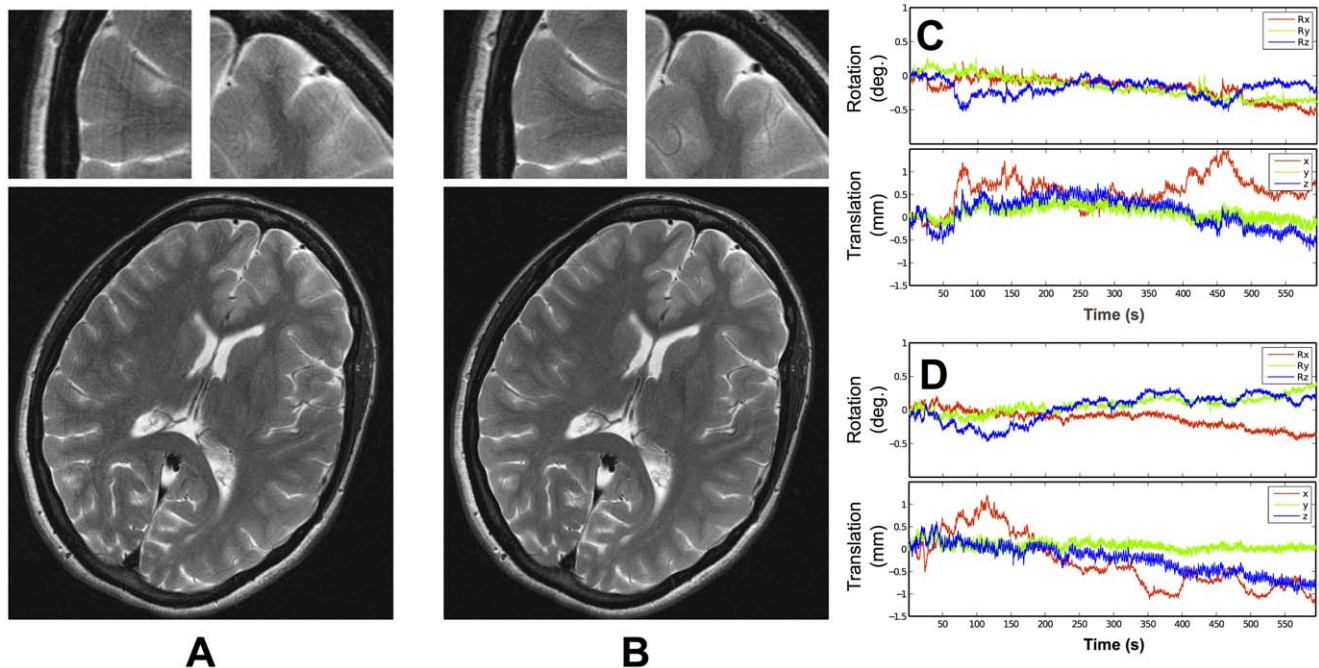 A
B
C
Rotation
(deg.)
1
0.5
0
-0.5
Rx
Ry
Rz
Translation
(mm)
1
0.5
0
-0.5
-1
-1.5
x
y
z
50 100 150 200 250 300 350 400 450 500 550
Time (s)
D
Rotation
(deg.)
1
0.5
0
-0.5
Rx
Ry
Rz
Translation
(mm)
1
0.5
0
-0.5
-1
-1.5
x
y
z
50 100 150 200 250 300 350 400 450 500 550
Time (s)